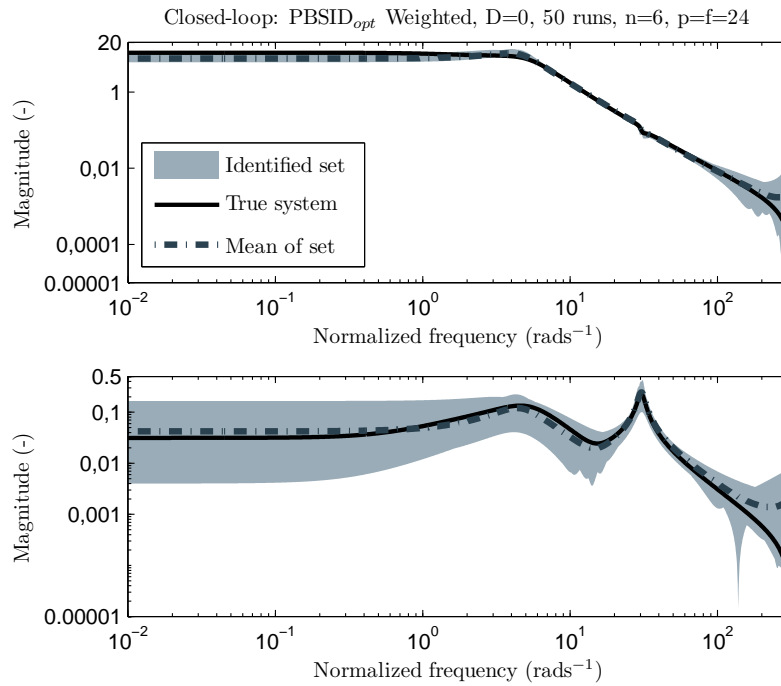 Closed-loop: PBSID_opt Weighted, D=0, 50 runs, n=6, p=f=24
20
1
0,01
0,0001
0.00001
Magnitude (-)
Identified set
True system
Mean of set
10^-2
10^-1
10^0
10^1
10^2
Normalized frequency (rads^-1)
0.5
0,1
0,01
0,001
0.00001
Magnitude (-)
10^-2
10^-1
10^0
10^1
10^2
Normalized frequency (rads^-1)